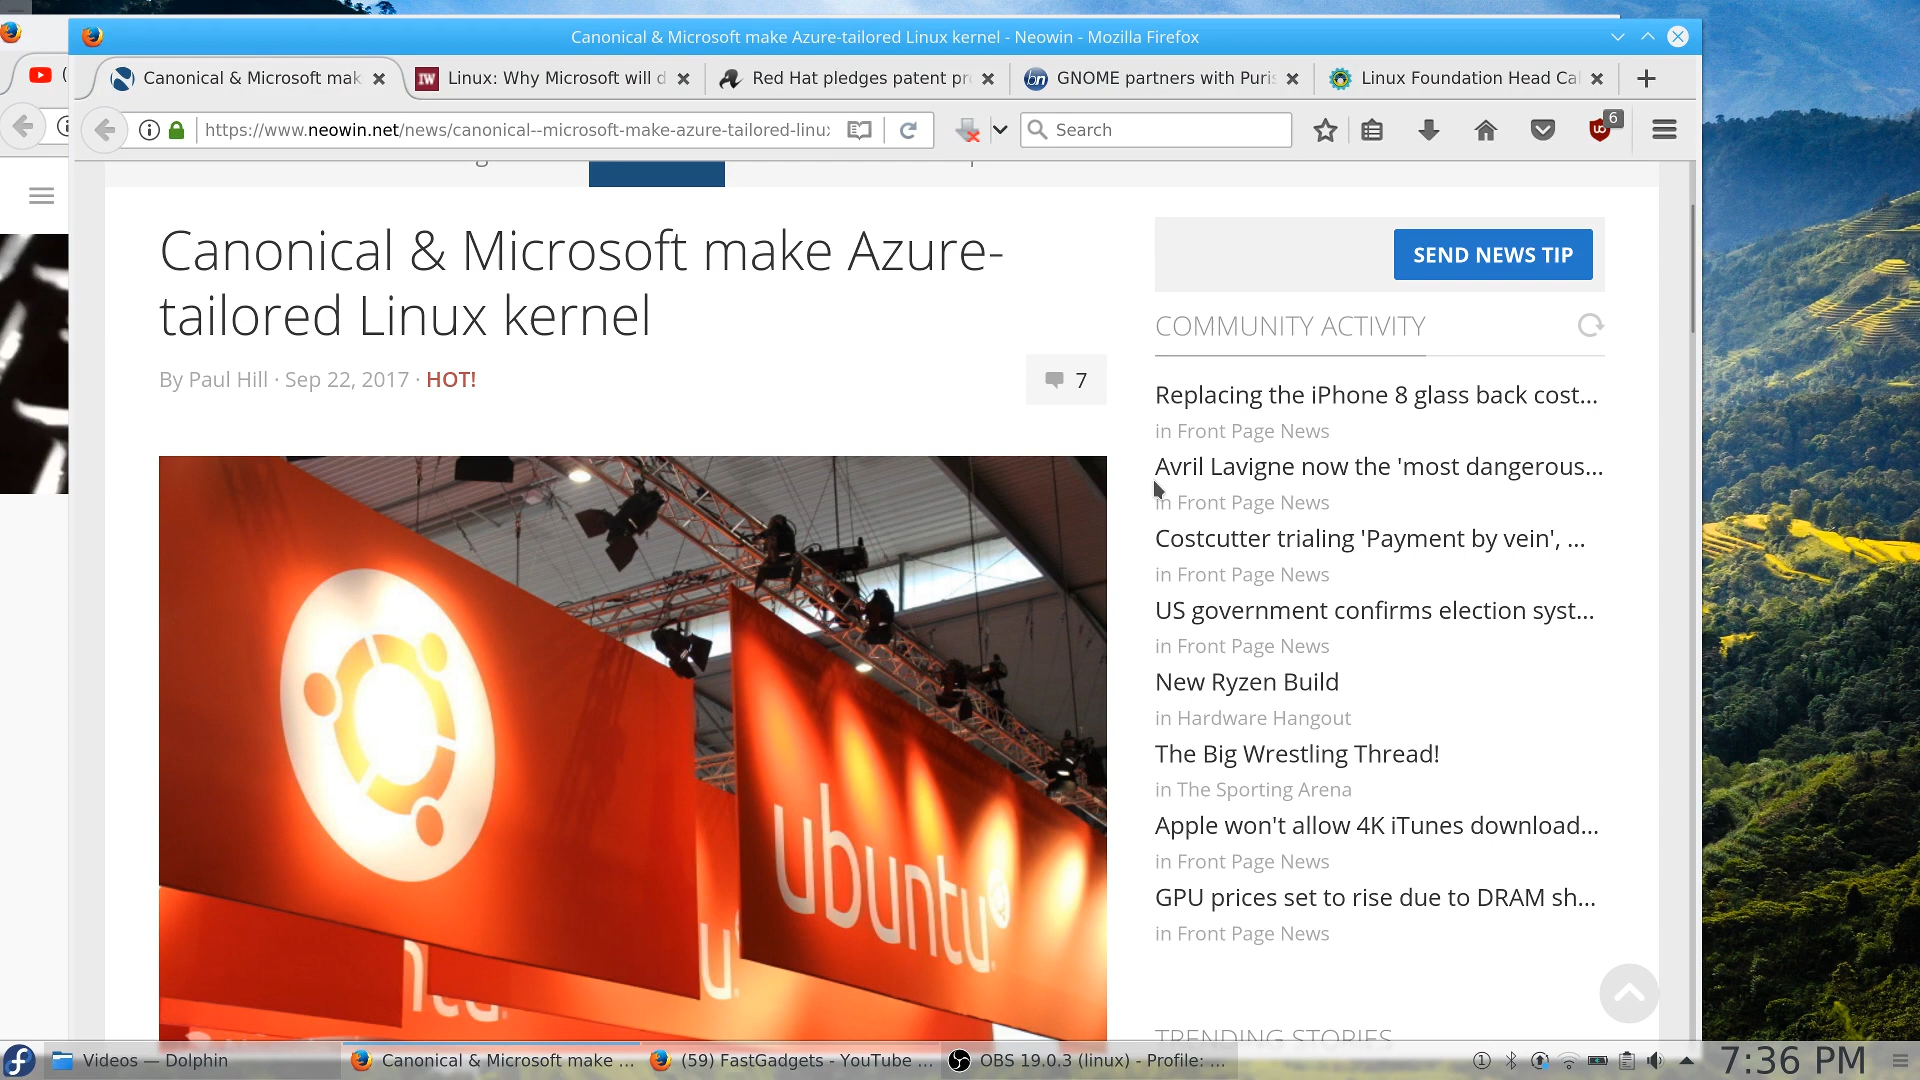 Canonical & Microsoft make Azure-tailored Linux kernel - Neowin - Mozilla Firefox
Canonical & Microsoft mak
Linux: Why Microsoft will d
Red Hat pledges patent pr
GNOME partners with Puris
Linux Foundation Head Ca
https://www.neowin.net/news/canonical--microsoft-make-azure-tailored-linu
Search
6
Canonical & Microsoft make Azure-
tailored Linux kernel
By Paul Hill · Sep 22, 2017 · HOT!
7
ubuntu
SEND NEWS TIP
COMMUNITY ACTIVITY
Replacing the iPhone 8 glass back cost...
in Front Page News
Avril Lavigne now the 'most dangerous...
in Front Page News
Costcutter trialing 'Payment by vein', ...
in Front Page News
US government confirms election syst...
in Front Page News
New Ryzen Build
in Hardware Hangout
The Big Wrestling Thread!
in The Sporting Arena
Apple won't allow 4K iTunes download...
in Front Page News
GPU prices set to rise due to DRAM sh...
in Front Page News
TRENDING STORIES
Videos — Dolphin
Canonical & Microsoft make ...
(59) FastGadgets - YouTube ...
OBS 19.0.3 (linux) - Profile: ...
7:36 PM